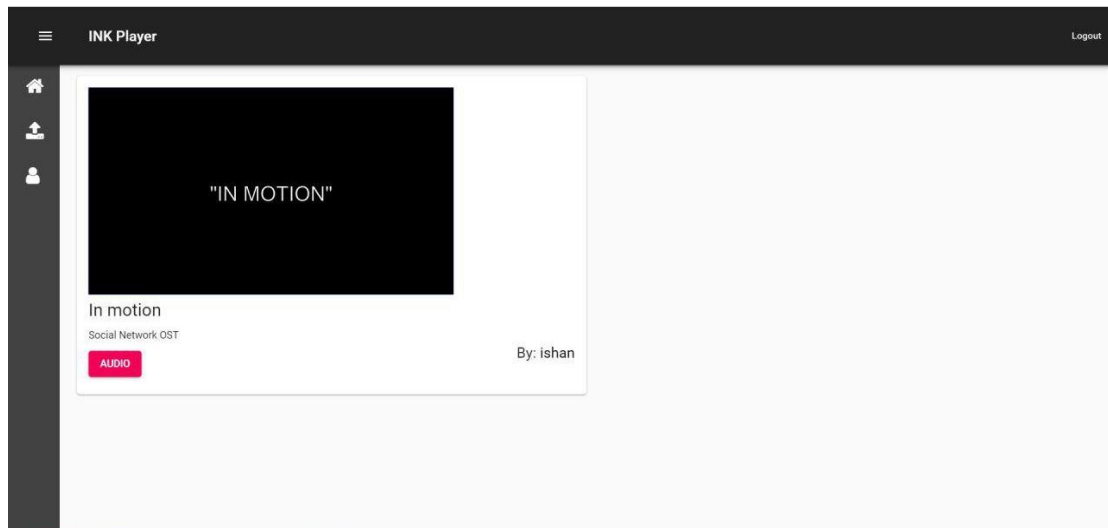 INK Player
Logout
"IN MOTION"
In motion
Social Network OST
AUDIO
By: ishan